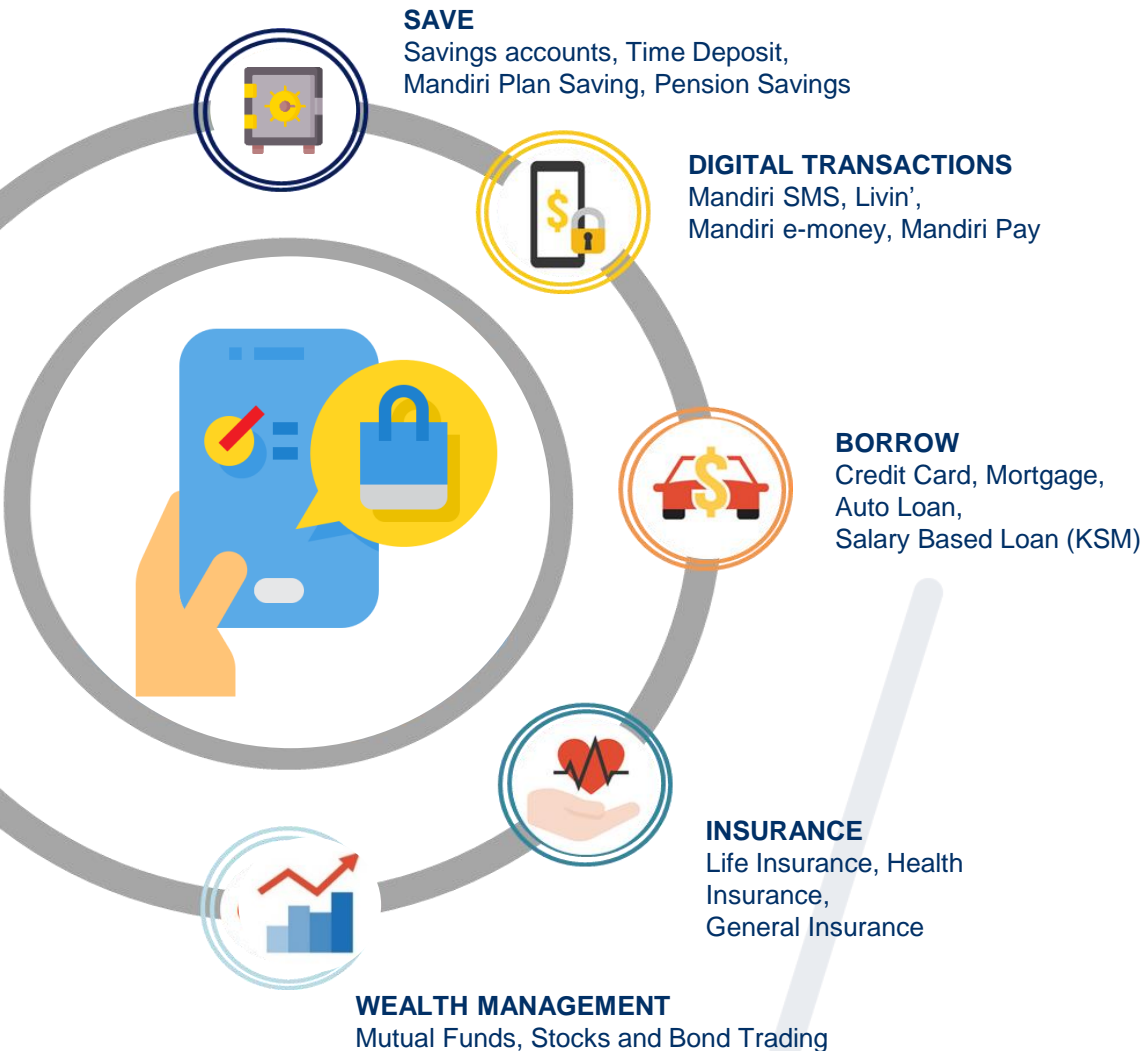 SAVE
Savings accounts, Time Deposit,
Mandiri Plan Saving, Pension Savings
DIGITAL TRANSACTIONS
Mandiri SMS, Livin’,
Mandiri e-money, Mandiri Pay
BORROW
Credit Card, Mortgage,
Auto Loan,
Salary Based Loan (KSM)
INSURANCE
Life Insurance, Health
Insurance,
General Insurance
WEALTH MANAGEMENT
Mutual Funds, Stocks and Bond Trading